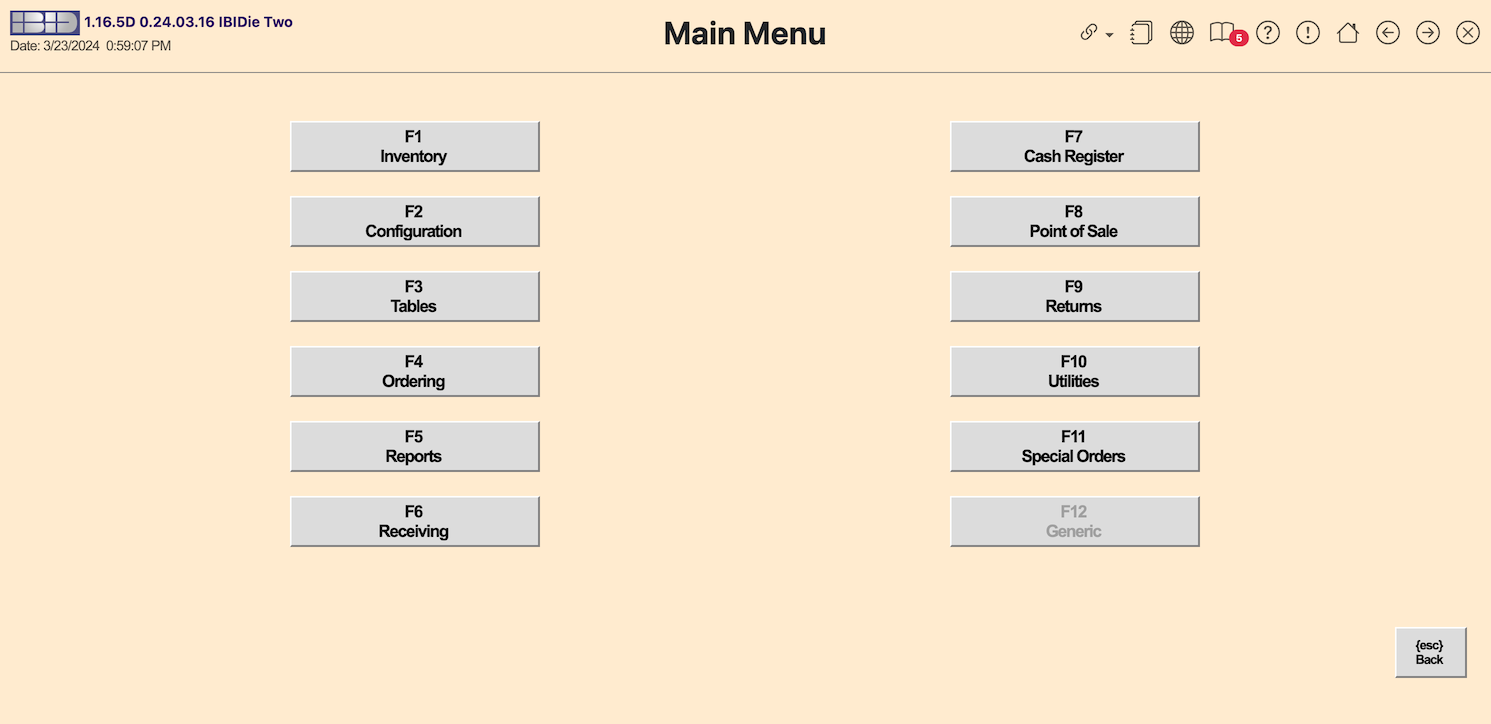 IBID 1.16.5D 0.24.03.16 IBIDie Two
Date: 3/23/2024 0:59:07 PM
Main Menu
5
?
!
F1
Inventory
F2
Configuration
F3
Tables
F4
Ordering
F5
Reports
F6
Receiving
F7
Cash Register
F8
Point of Sale
F9
Returns
F10
Utilities
F11
Special Orders
F12
Generic
{esc}
Back